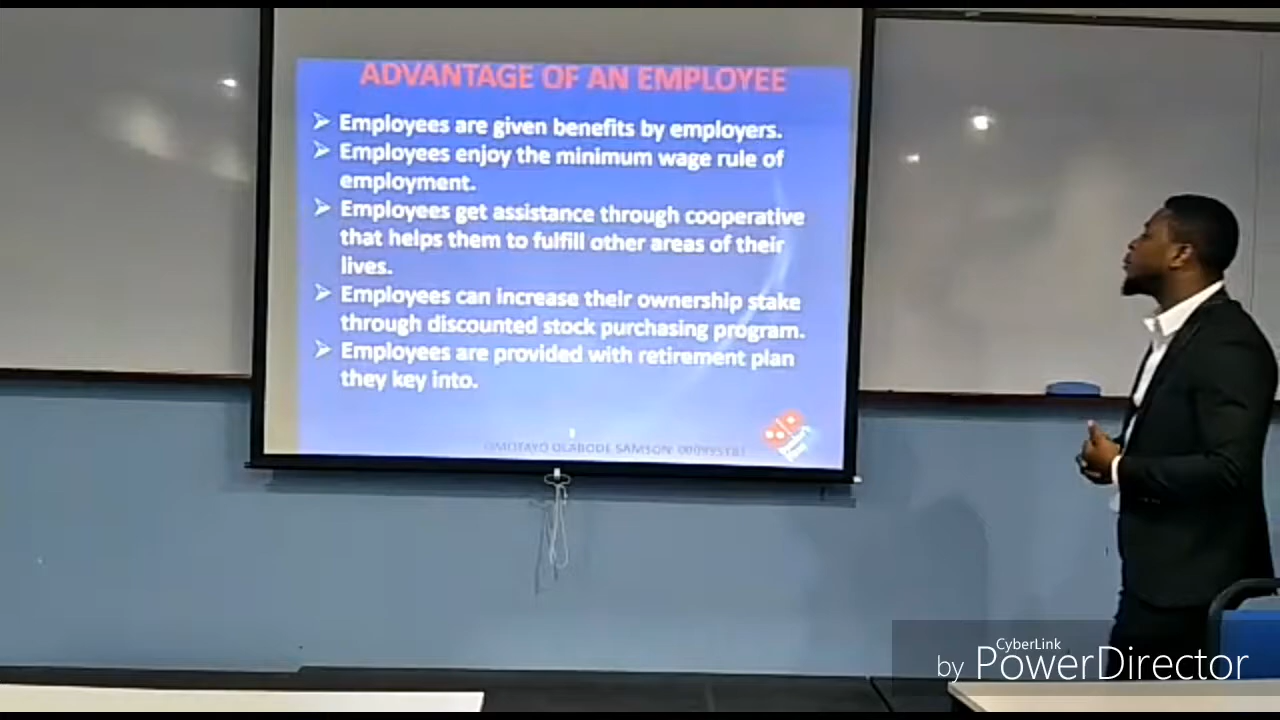 ADVANTAGE OF AN EMPLOYEE
➢ Employees are given benefits by employers.
➢ Employees enjoy the minimum wage rule of
employment.
➢ Employees get assistance through cooperative
that helps them to fulfill other areas of their
lives.
➢ Employees can increase their ownership stake
through discounted stock purchasing program.
➢ Employees are provided with retirement plan
they key into.
OLABODE SAMSON
CyberLink
by PowerDirector